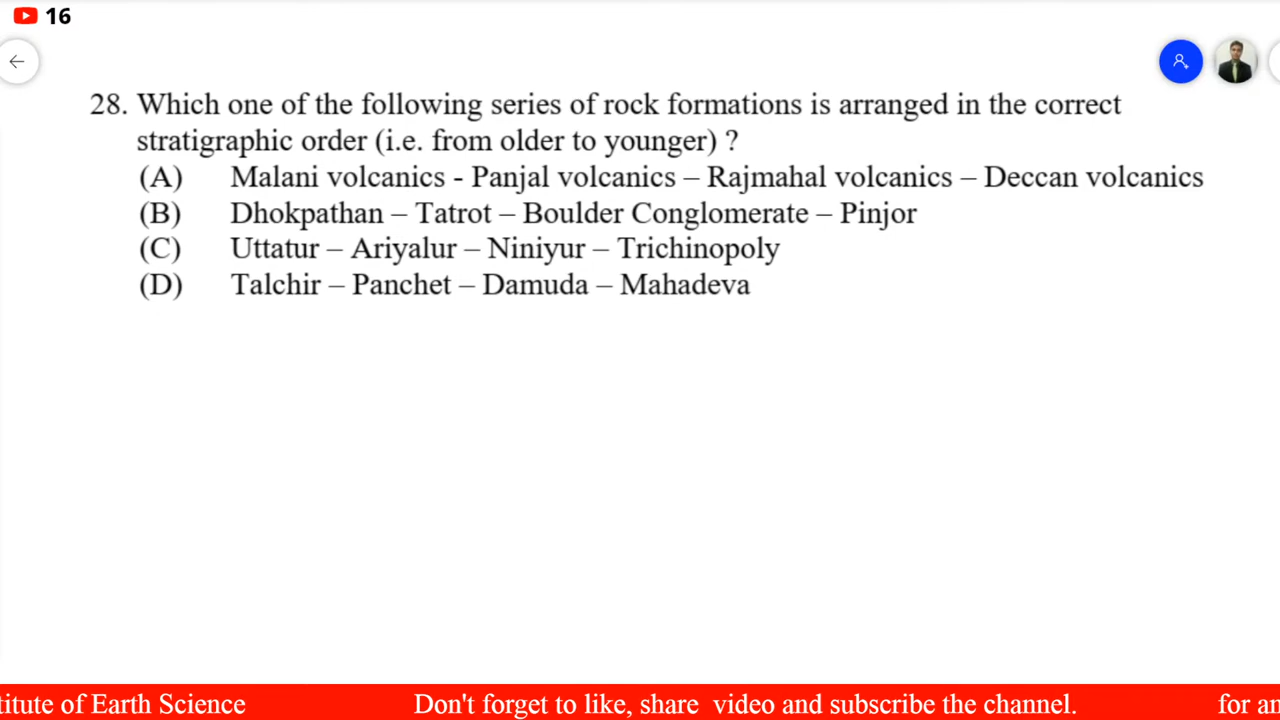 16
28. Which one of the following series of rock formations is arranged in the correct
stratigraphic order (i.e. from older to younger) ?
(A) Malani volcanics - Panjal volcanics – Rajmahal volcanics – Deccan volcanics
(B) Dhokpathan – Tatrot – Boulder Conglomerate – Pinjor
(C) Uttatur – Ariyalur – Niniyur – Trichinopoly
(D) Talchir – Panchet – Damuda – Mahadeva
titute of Earth Science Don't forget to like, share video and subscribe the channel. for an